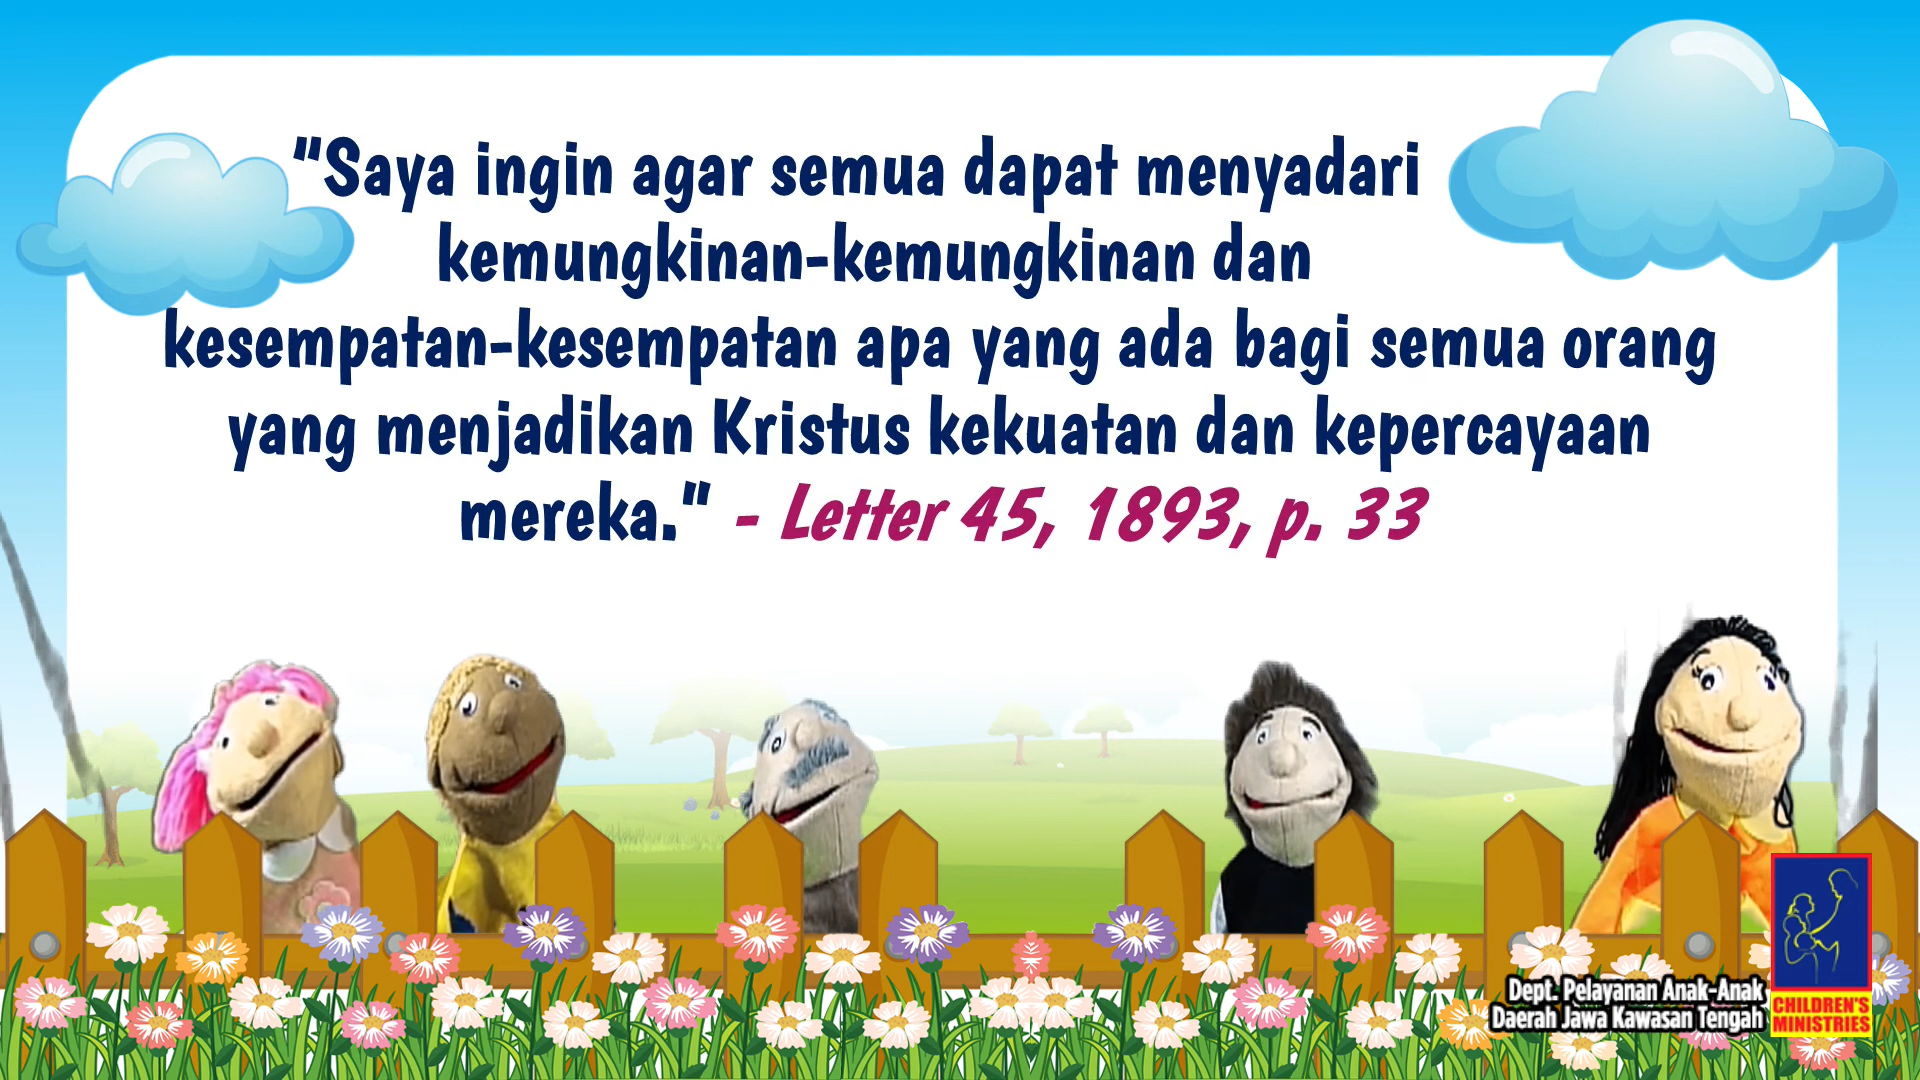 "Saya ingin agar semua dapat menyadari
kemungkinan-kemungkinan dan
kesempatan-kesempatan apa yang ada bagi semua orang
yang menjadikan Kristus kekuatan dan kepercayaan
mereka." - Letter 45, 1893, p. 33
Dept. Pelayanan Anak-Anak
Daerah Jawa Kawasan Tengah
CHILDREN'S
MINISTRIES